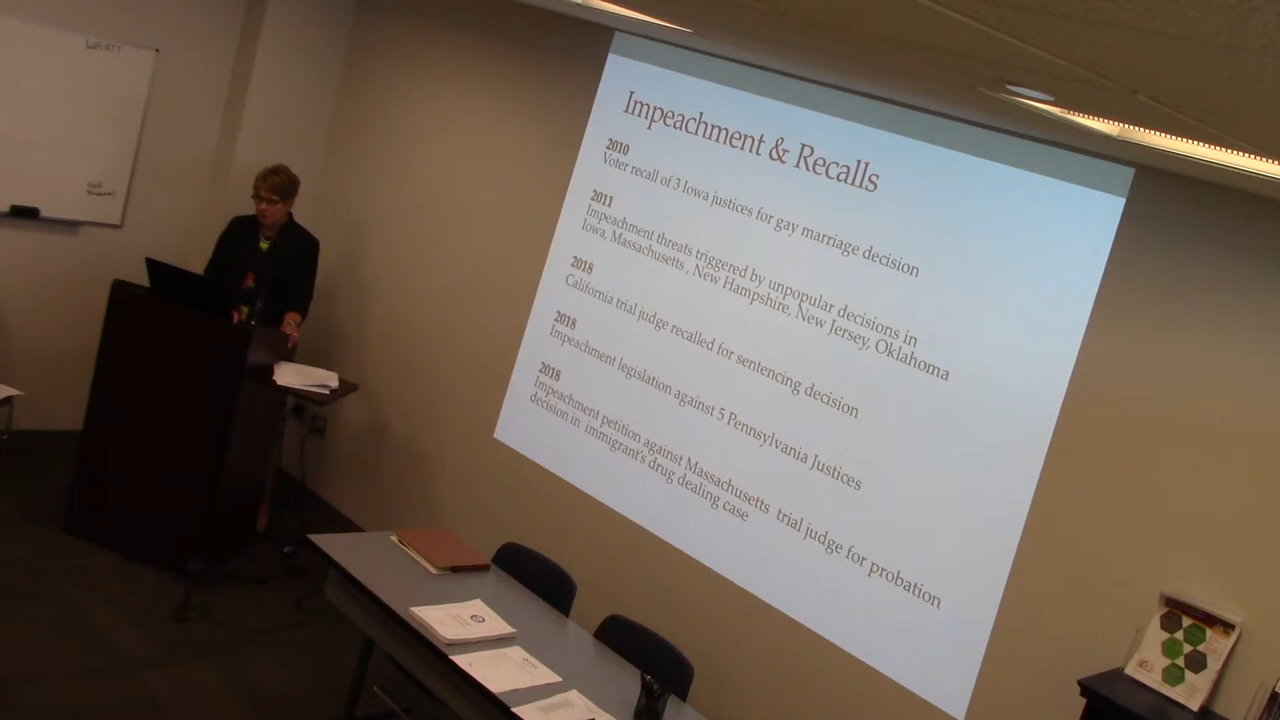 Impeachment & Recalls
2010
Voter recall of 3 Iowa justices for gay marriage decision
2011
Impeachment threats triggered by unpopular decisions in
Iowa, Massachusetts , New Hampshire, New Jersey, Oklahoma
2018
California trial judge recalled for sentencing decision
2018
Impeachment legislation against 5 Pennsylvania Justices
2018
Impeachment petition against Massachusetts trial judge for probation
decision in immigrant's drug dealing case